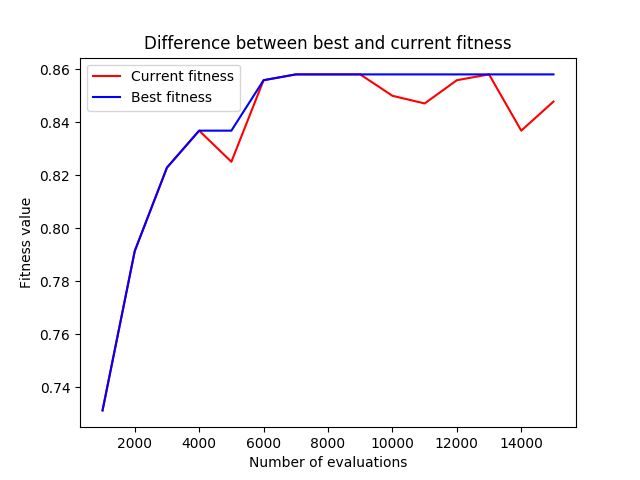 Difference between best and current fitness
Current fitness
Best fitness
0.86
0.84
0.82
0.80
0.78
0.76
0.74
Fitness value
2000 4000 6000 8000 10000 12000 14000
Number of evaluations